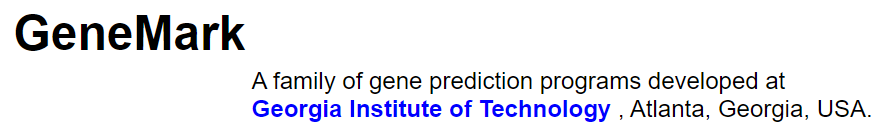 GeneMark
A family of gene prediction programs developed at
Georgia Institute of Technology , Atlanta, Georgia, USA.